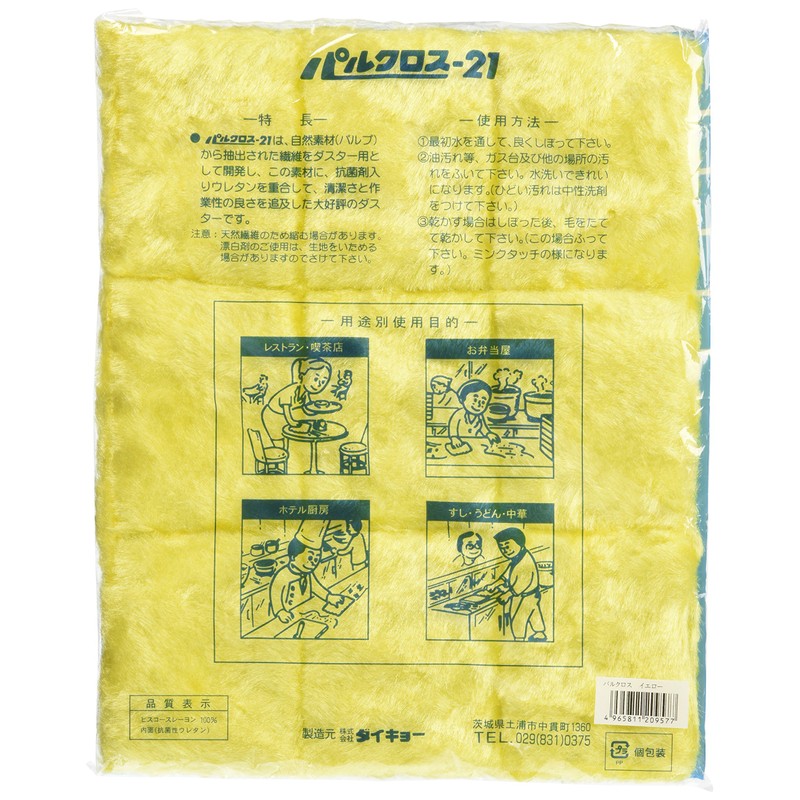 パルクロス-21
―特　長―
●パルクロス-21は、自然素材(パルプ)
から抽出された繊維をダスター用と
して開発し、この素材に、抗菌剤入
りウレタンを重合して、清潔さと作
業性の良さを追及した大好評のダス
ターです。
注意：天然繊維のため縮む場合があります。
漂白剤のご使用は、生地をいためる
場合がありますのでさけて下さい。
―使用方法―
①最初水を通して、良くしぼって下さい。
②油汚れ等、ガス台及び他の場所の汚
れをふいて下さい。水洗いできれい
になります。(ひどい汚れは中性洗剤
をつけて下さい。)
③乾かす場合はしぼった後、毛をたて
て乾かして下さい。(この場合ふって
下さい。ミンクタッチの様になりま
す。)
―用途別使用目的―
レストラン・喫茶店
お弁当屋
ホテル厨房
すし・うどん・中華
品質表示
ビスコースレーヨン 100%
内面(抗菌性ウレタン)
製造元 株式会社 ダイキョー
茨城県土浦市中貫町1360
TEL.029(831)0375
パルクロス　イエロー
4965811209577
プラ
PP
個包装